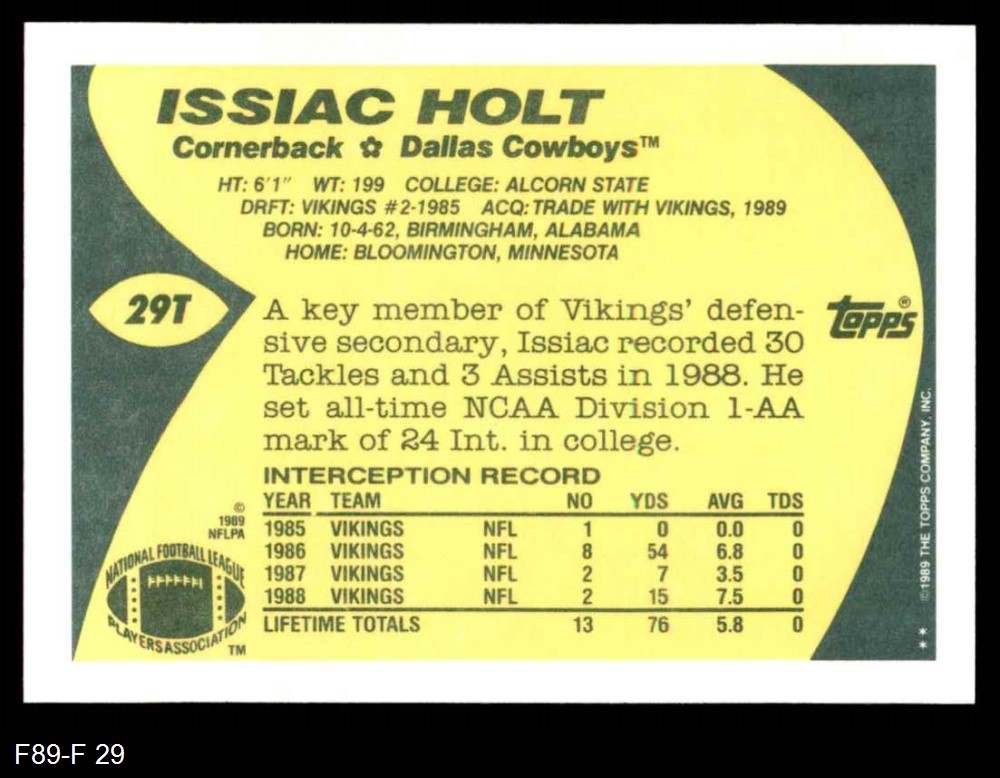 ISSIAC HOLT
Cornerback ✿ Dallas Cowboys™
HT: 6'1" WT: 199 COLLEGE: ALCORN STATE
DRFT: VIKINGS #2-1985 ACQ: TRADE WITH VIKINGS, 1989
BORN: 10-4-62, BIRMINGHAM, ALABAMA
HOME: BLOOMINGTON, MINNESOTA
29T
A key member of Vikings' defen-
sive secondary, Issiac recorded 30
Tackles and 3 Assists in 1988. He
set all-time NCAA Division 1-AA
mark of 24 Int. in college.
topps®
INTERCEPTION RECORD
YEAR TEAM NO YDS AVG TDS
1985 VIKINGS NFL 1 0 0.0 0
1986 VIKINGS NFL 8 54 6.8 0
1987 VIKINGS NFL 2 7 3.5 0
1988 VIKINGS NFL 2 15 7.5 0
LIFETIME TOTALS 13 76 5.8 0
©
1989
NFLPA
NATIONAL FOOTBALL LEAGUE
PLAYERS ASSOCIATION
TM
©1989 THE TOPPS COMPANY, INC.
**
F89-F 29